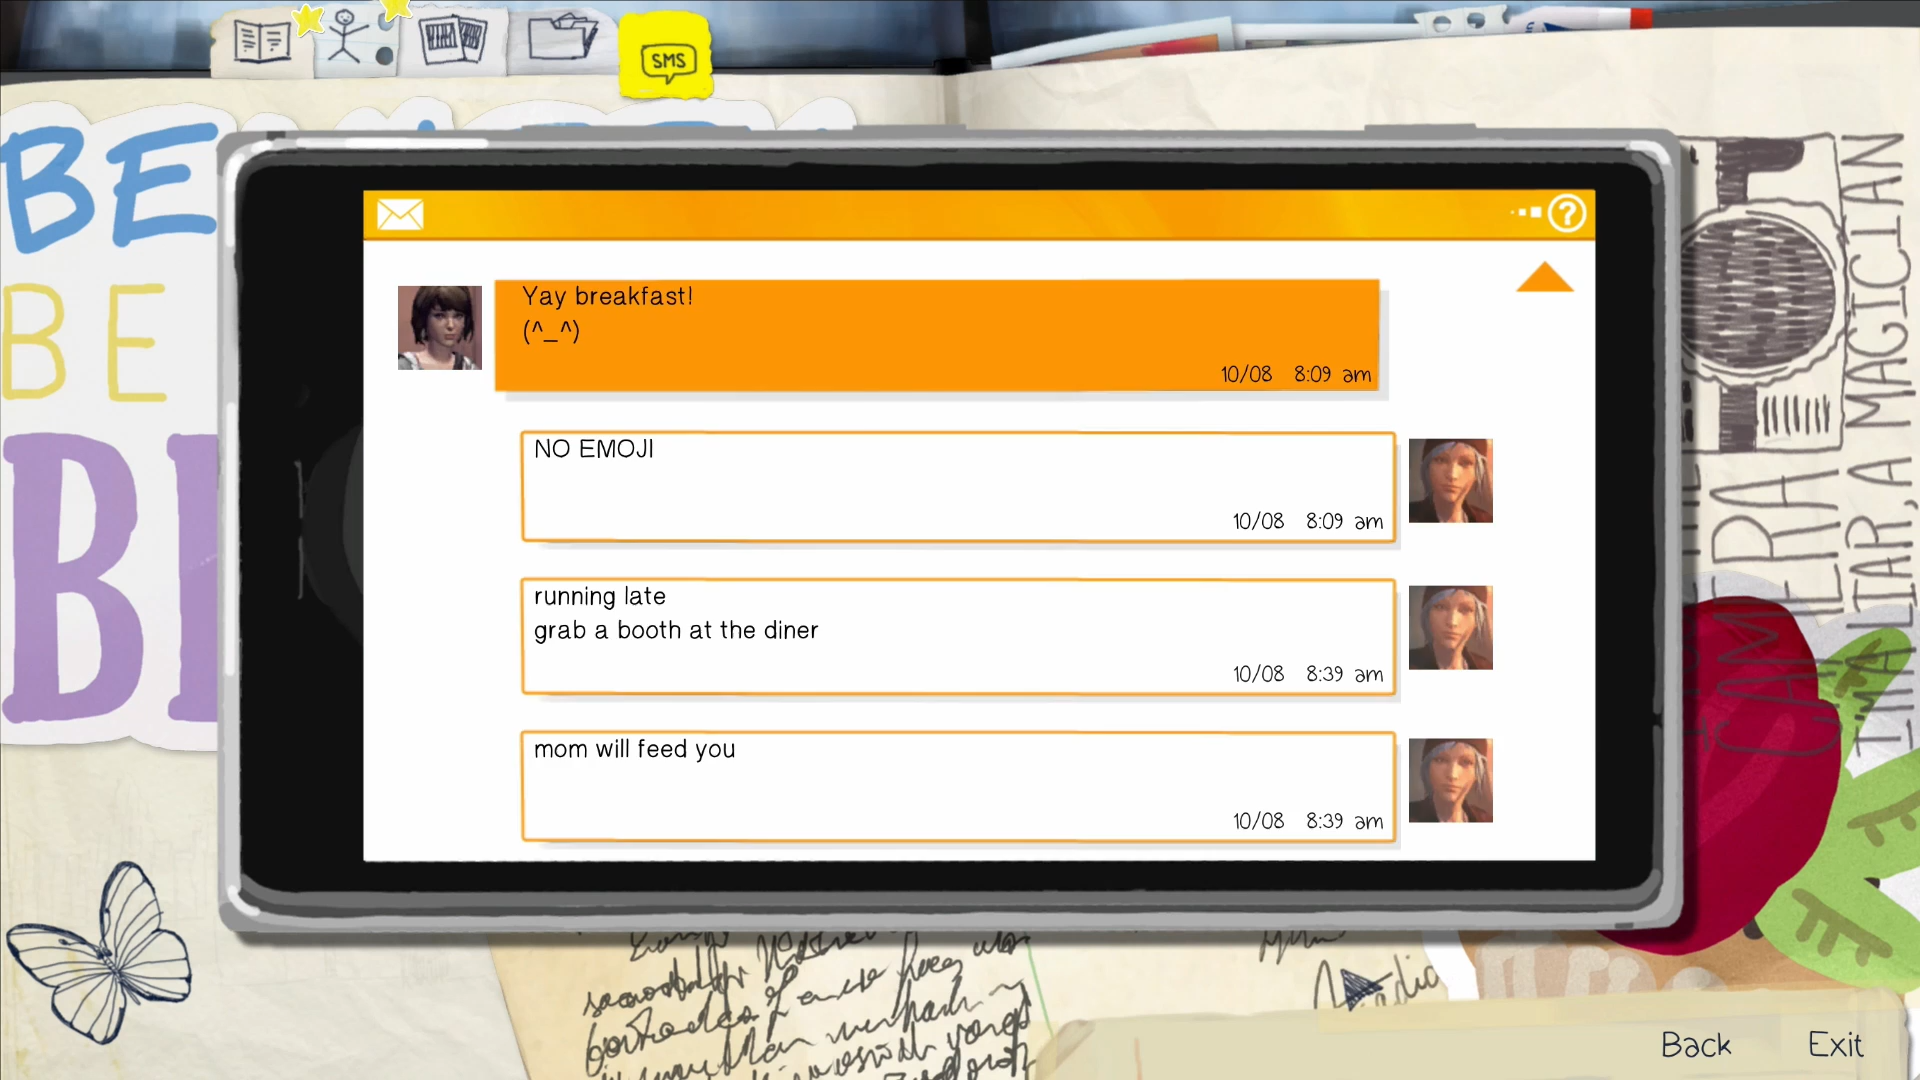 SMS
BE
BE
Yay breakfast!
(^_^)
10/08 8:09 am
NO EMOJI
10/08 8:09 am
running late
grab a booth at the diner
10/08 8:39 am
mom will feed you
10/08 8:39 am
CAMERA
LIAR, A MAGICIAN
Back
Exit